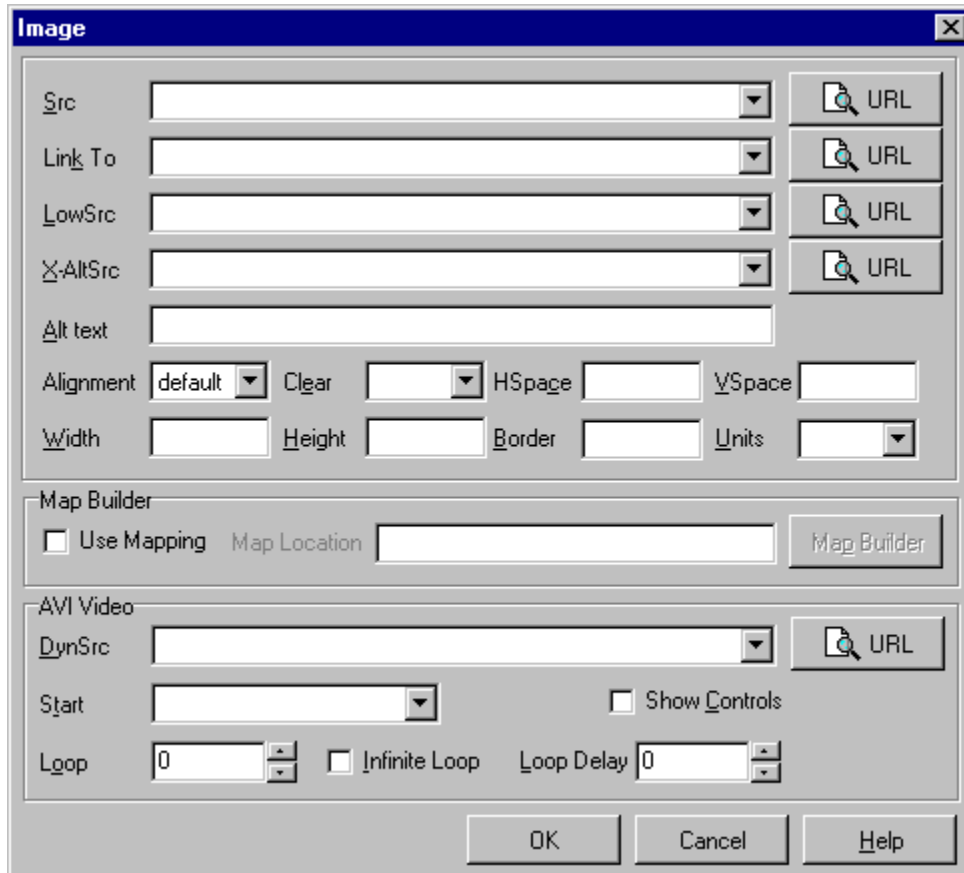 Image
Src URL
Link To URL
LowSrc URL
X-AltSrc URL
Alt text
Alignment default Clear HSpace VSpace
Width Height Border Units
Map Builder
Use Mapping Map Location Map Builder
AVI Video
DynSrc URL
Start Show Controls
Loop 0 Infinite Loop Loop Delay 0
OK Cancel Help